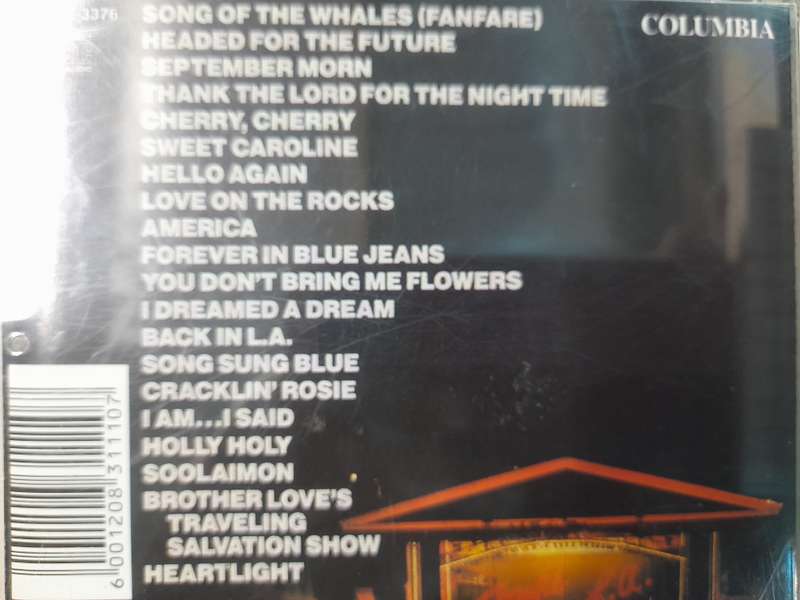 3376
COLUMBIA
SONG OF THE WHALES (FANFARE)
HEADED FOR THE FUTURE
SEPTEMBER MORN
THANK THE LORD FOR THE NIGHT TIME
CHERRY, CHERRY
SWEET CAROLINE
HELLO AGAIN
LOVE ON THE ROCKS
AMERICA
FOREVER IN BLUE JEANS
YOU DON'T BRING ME FLOWERS
I DREAMED A DREAM
BACK IN L.A.
SONG SUNG BLUE
CRACKLIN' ROSIE
I AM...I SAID
HOLLY HOLY
SOOLAIMON
BROTHER LOVE'S
TRAVELING
SALVATION SHOW
HEARTLIGHT
6 001208 311107
L.A.